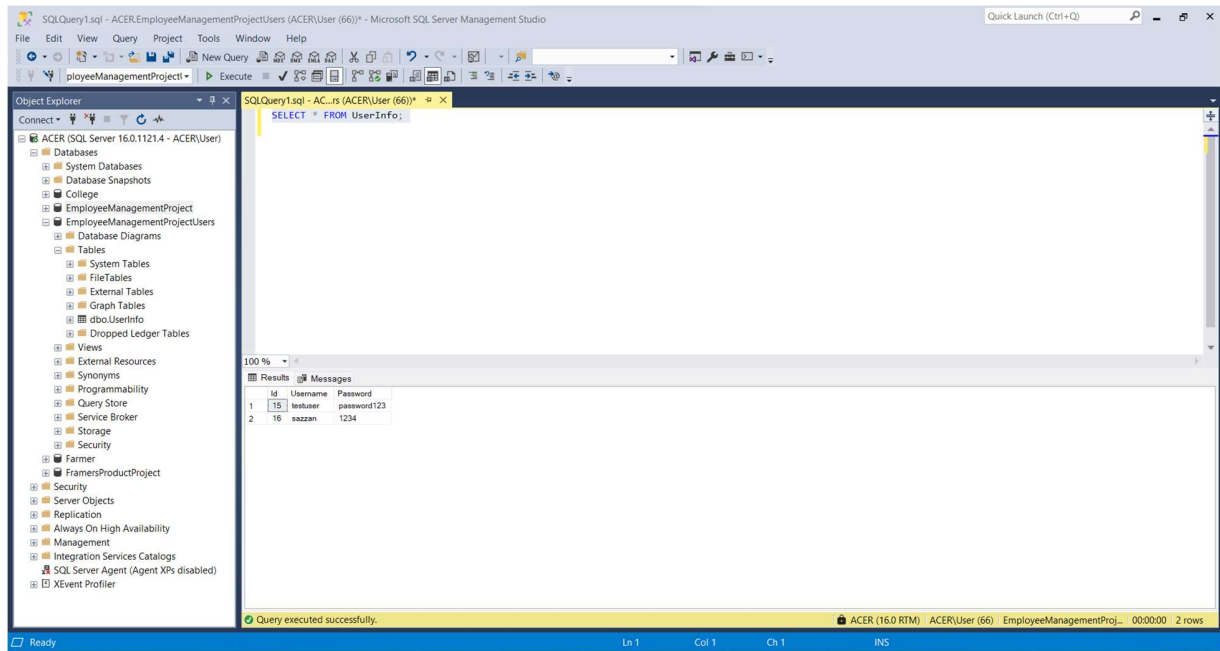 SQLQuery1.sql - ACER.EmployeeManagementProjectUsers (ACER\User (66))* - Microsoft SQL Server Management Studio
Quick Launch (Ctrl+Q)
File Edit View Query Project Tools Window Help
New Query
ployeeManagementProjectl
Execute
Object Explorer
SQLQuery1.sql - AC...rs (ACER\User (66))*
Connect
SELECT * FROM UserInfo;
ACER (SQL Server 16.0.1121.4 - ACER\User)
Databases
System Databases
Database Snapshots
College
EmployeeManagementProject
EmployeeManagementProjectUsers
Database Diagrams
Tables
System Tables
FileTables
External Tables
Graph Tables
dbo.UserInfo
Dropped Ledger Tables
Views
External Resources
Synonyms
Programmability
Query Store
Service Broker
Storage
Security
Farmer
FramersProductProject
Security
Server Objects
Replication
Always On High Availability
Management
Integration Services Catalogs
SQL Server Agent (Agent XPs disabled)
XEvent Profiler
100 %
Results Messages
Id Username Password
1 15 testuser password123
2 16 sazzan 1234
Query executed successfully.
ACER (16.0 RTM) ACER\User (66) EmployeeManagementProj... 00:00:00 2 rows
Ready Ln 1 Col 1 Ch 1 INS